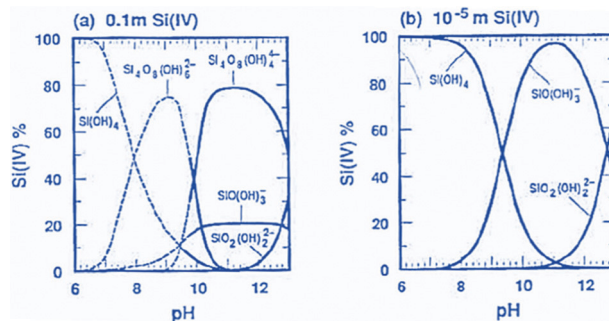 (a) 0.1m Si(IV)
100
80
60
40
20
0
Si(IV) %
6
8
10
12
pH
Si(OH)₄
Si₄O₈(OH)₆²⁻
Si₄O₈(OH)₄⁴⁻
SiO(OH)₃⁻
SiO₂(OH)₂²⁻
(b) 10⁻⁵ m Si(IV)
100
80
60
40
20
0
Si(IV) %
6
8
10
12
pH
Si(OH)₄
SiO(OH)₃⁻
SiO₂(OH)₂²⁻